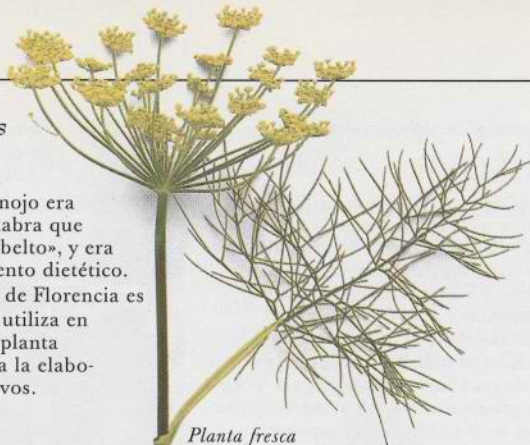 s
nojo era
abra que
belto», y era
ento dietético.
de Florencia es
utiliza en
planta
a la elabo-
vos.
Planta fresca